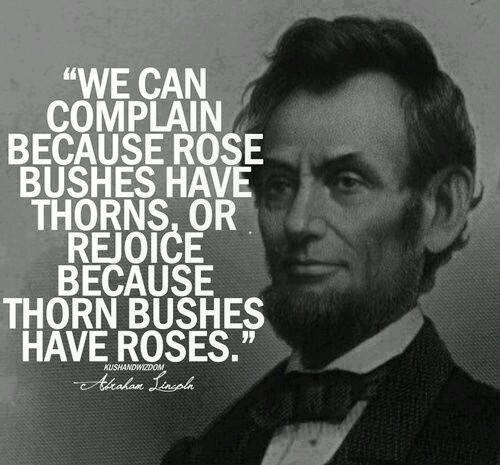 “WE CAN
COMPLAIN
BECAUSE ROSE
BUSHES HAVE
THORNS, OR
REJOICE
BECAUSE
THORN BUSHES
HAVE ROSES.”
KUSHANDWIZDOM
Abraham Lincoln